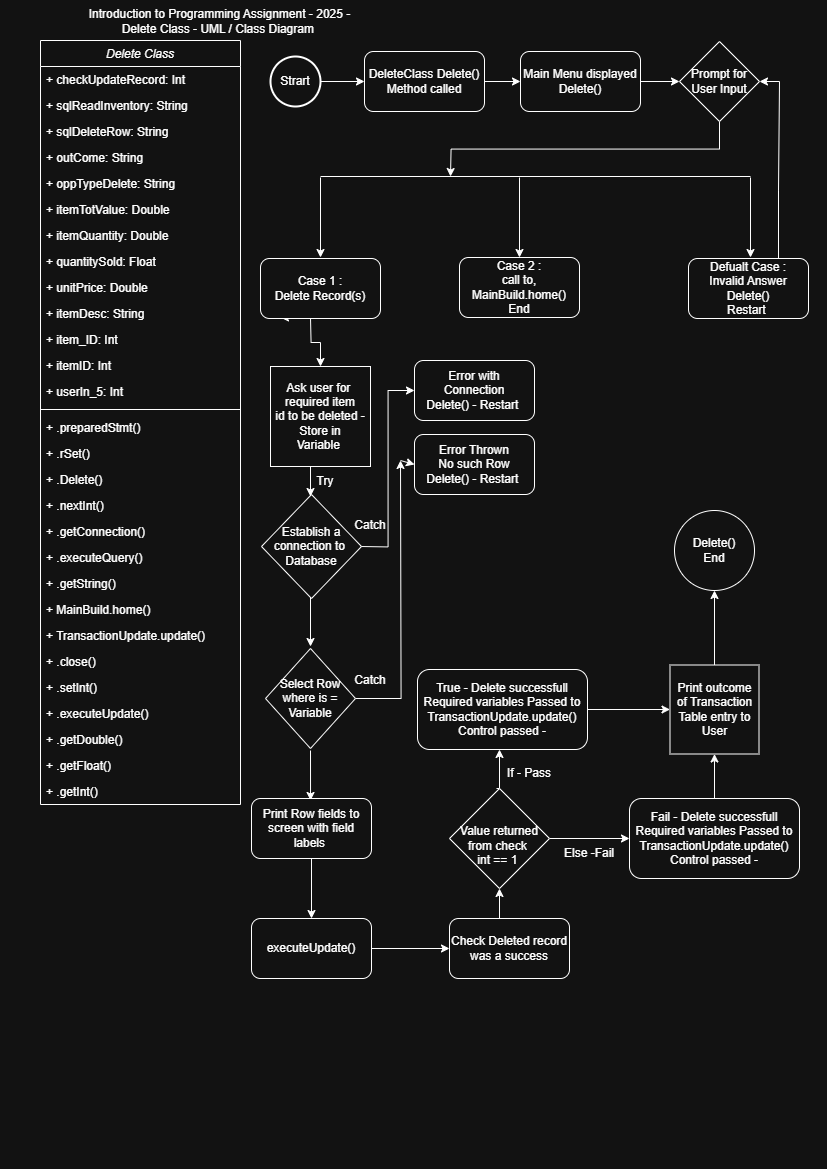 Introduction to Programming Assignment - 2025 -
Delete Class - UML / Class Diagram
Delete Class
+ checkUpdateRecord: Int
+ sqlReadInventory: String
+ sqlDeleteRow: String
+ outCome: String
+ oppTypeDelete: String
+ itemTotValue: Double
+ itemQuantity: Double
+ quantitySold: Float
+ unitPrice: Double
+ itemDesc: String
+ item_ID: Int
+ itemID: Int
+ userIn_5: Int
+ .preparedStmt()
+ .rSet()
+ .Delete()
+ .nextInt()
+ .getConnection()
+ .executeQuery()
+ .getString()
+ MainBuild.home()
+ TransactionUpdate.update()
+ .close()
+ .setInt()
+ .executeUpdate()
+ .getDouble()
+ .getFloat()
+ .getInt()
Strart
DeleteClass Delete()
Method called
Main Menu displayed
Delete()
Prompt for
User Input
Case 1 :
Delete Record(s)
Case 2 :
call to,
MainBuild.home()
End
Defualt Case :
Invalid Answer
Delete()
Restart
Ask user for
required item
id to be deleted -
Store in
Variable
Error with
Connection
Delete() - Restart
Error Thrown
No such Row
Delete() - Restart
Try
Catch
Establish a
connection to
Database
Delete()
End
Select Row
where is =
Variable
Catch
True - Delete successfull
Required variables Passed to
TransactionUpdate.update()
Control passed -
Print outcome
of Transaction
Table entry to
User
If - Pass
Print Row fields to
screen with field
labels
Value returned
from check
int == 1
Else -Fail
Fail - Delete successfull
Required variables Passed to
TransactionUpdate.update()
Control passed -
executeUpdate()
Check Deleted record
was a success